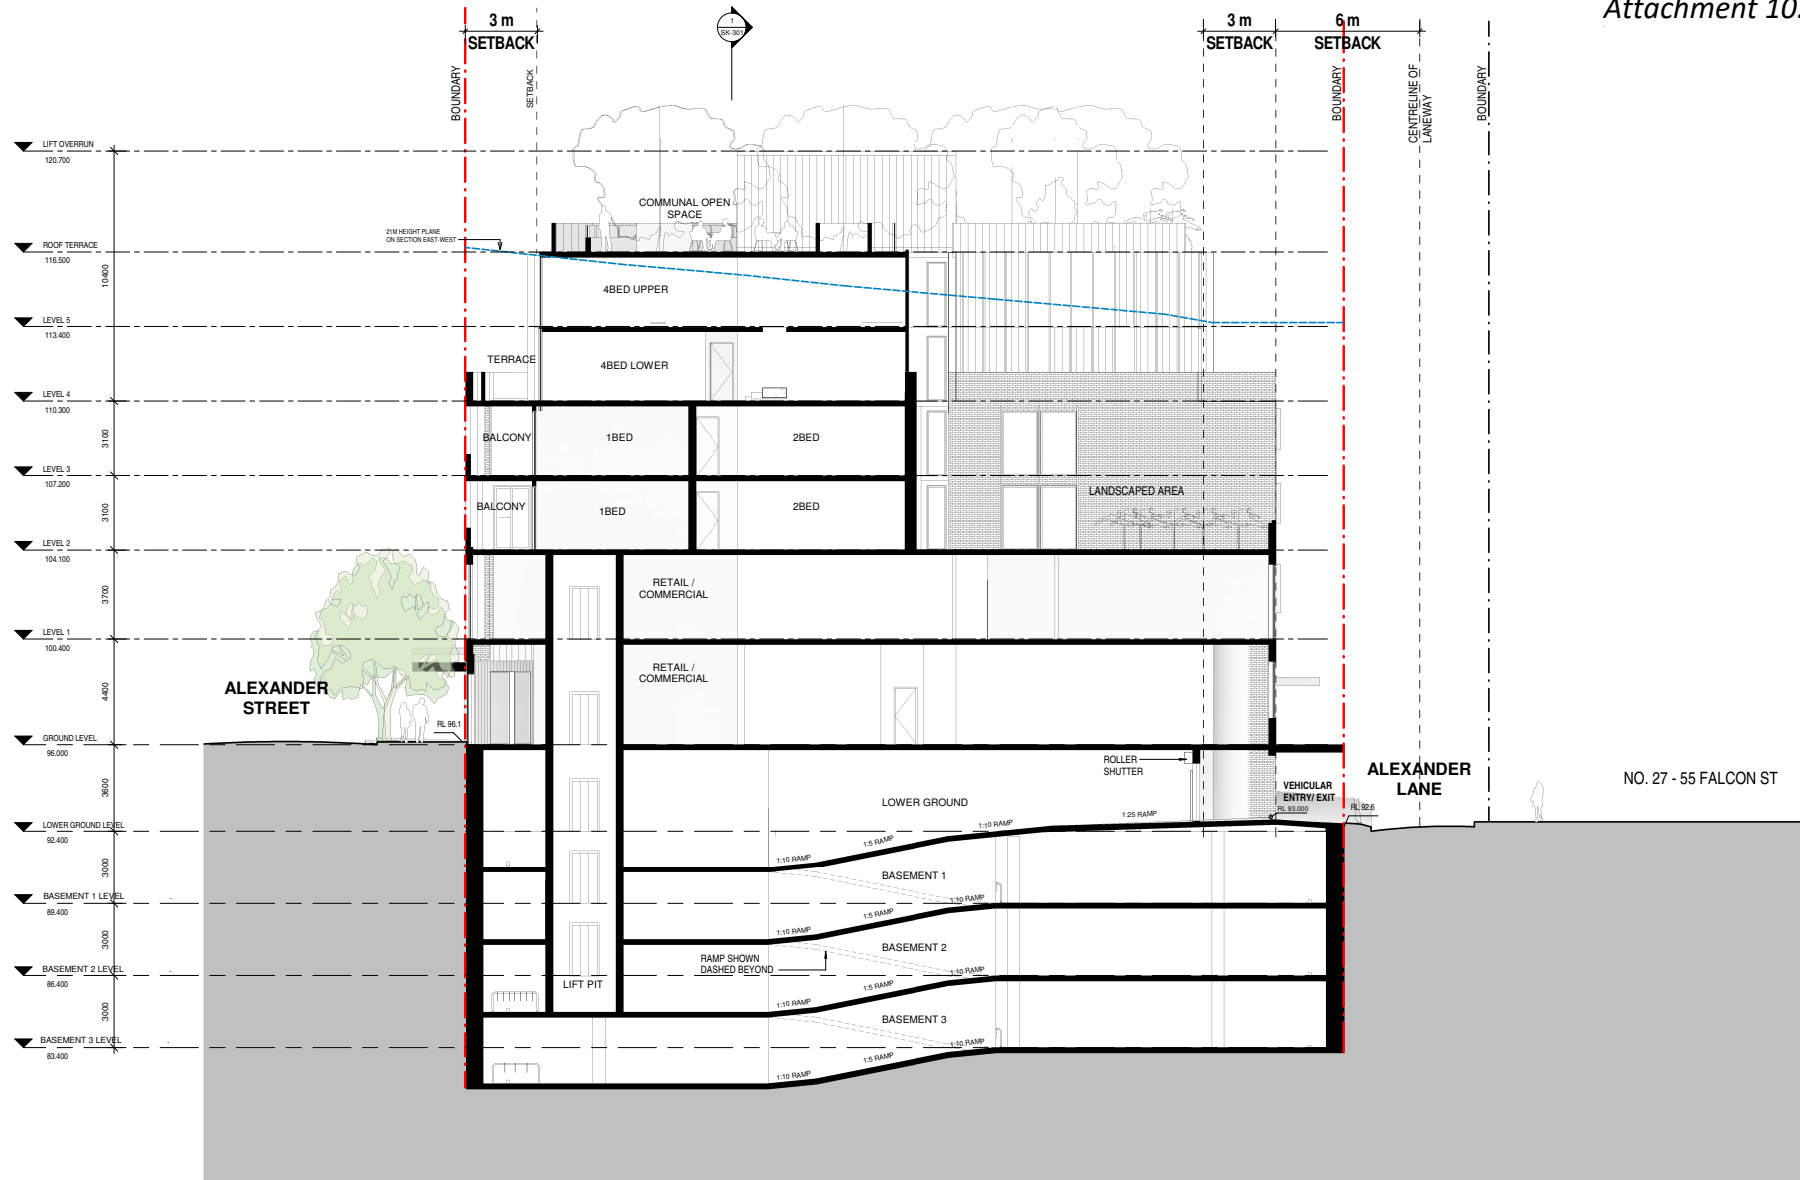 Attachment 10
3 m
SETBACK
1
SK-301
3 m
6 m
SETBACK
SETBACK
BOUNDARY
SETBACK
BOUNDARY
CENTRELINE OF
LANEWAY
BOUNDARY
LIFT OVERRUN
120.700
COMMUNAL OPEN
SPACE
21M HEIGHT PLANE
ON SECTION EAST-WEST
ROOF TERRACE
116.500
10400
4BED UPPER
LEVEL 5
113.400
TERRACE
4BED LOWER
LEVEL 4
110.300
3100
BALCONY
1BED
2BED
LEVEL 3
107.200
3100
BALCONY
1BED
2BED
LANDSCAPED AREA
LEVEL 2
104.100
3700
RETAIL /
COMMERCIAL
LEVEL 1
100.400
4400
RETAIL /
COMMERCIAL
ALEXANDER
STREET
RL 96.1
GROUND LEVEL
96.000
3600
ROLLER
SHUTTER
VEHICULAR
ENTRY/ EXIT
RL 93.000
RL 92.6
ALEXANDER
LANE
NO. 27 - 55 FALCON ST
LOWER GROUND
LOWER GROUND LEVEL
92.400
1:10 RAMP
1:5 RAMP
1:10 RAMP
1:25 RAMP
3000
BASEMENT 1
BASEMENT 1 LEVEL
89.400
1:10 RAMP
1:5 RAMP
1:10 RAMP
3000
BASEMENT 2
RAMP SHOWN
DASHED BEYOND
BASEMENT 2 LEVEL
86.400
LIFT PIT
1:10 RAMP
1:5 RAMP
1:10 RAMP
3000
BASEMENT 3
BASEMENT 3 LEVEL
83.400
1:10 RAMP
1:5 RAMP
1:10 RAMP